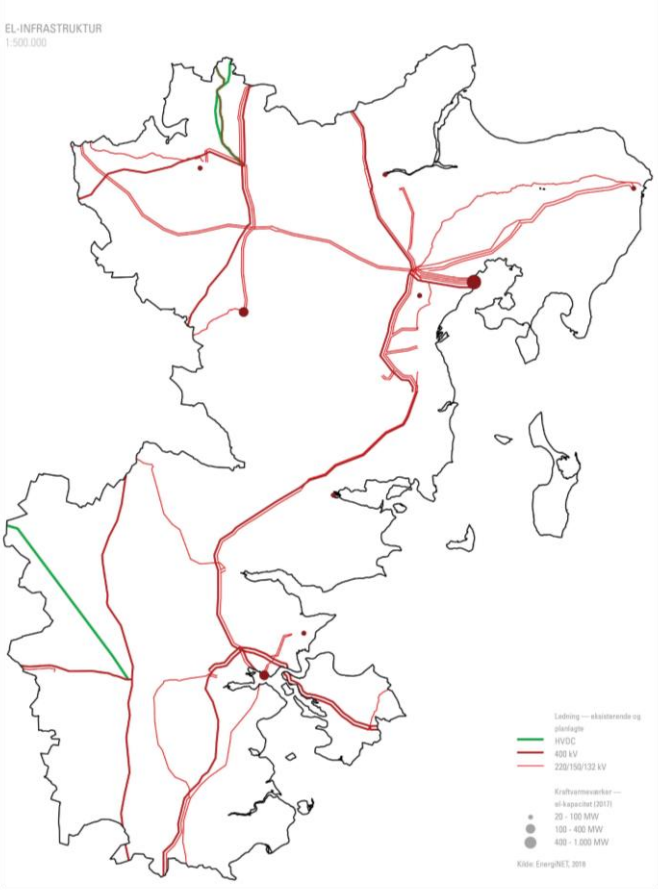 EL-INFRASTRUKTUR
1:500.000
Ledning — eksisterende og
planlagte
HVDC
400 kV
220/150/132 kV
Kraftvarmeværker —
el-kapacitet (2017)
20 - 100 MW
100 - 400 MW
400 - 1.000 MW
Kilde: EnergiNET, 2018